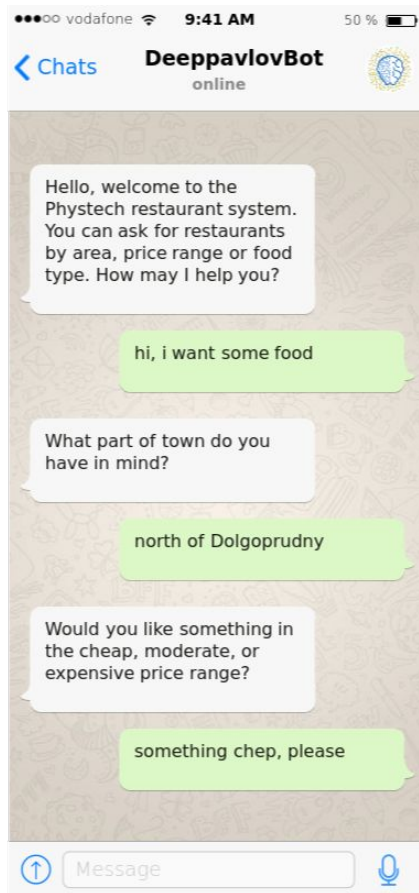 vodafone 9:41 AM 50 %
Chats DeeppavlovBot
online
Hello, welcome to the
Phystech restaurant system.
You can ask for restaurants
by area, price range or food
type. How may I help you?
hi, i want some food
What part of town do you
have in mind?
north of Dolgoprudny
Would you like something in
the cheap, moderate, or
expensive price range?
something chep, please
Message